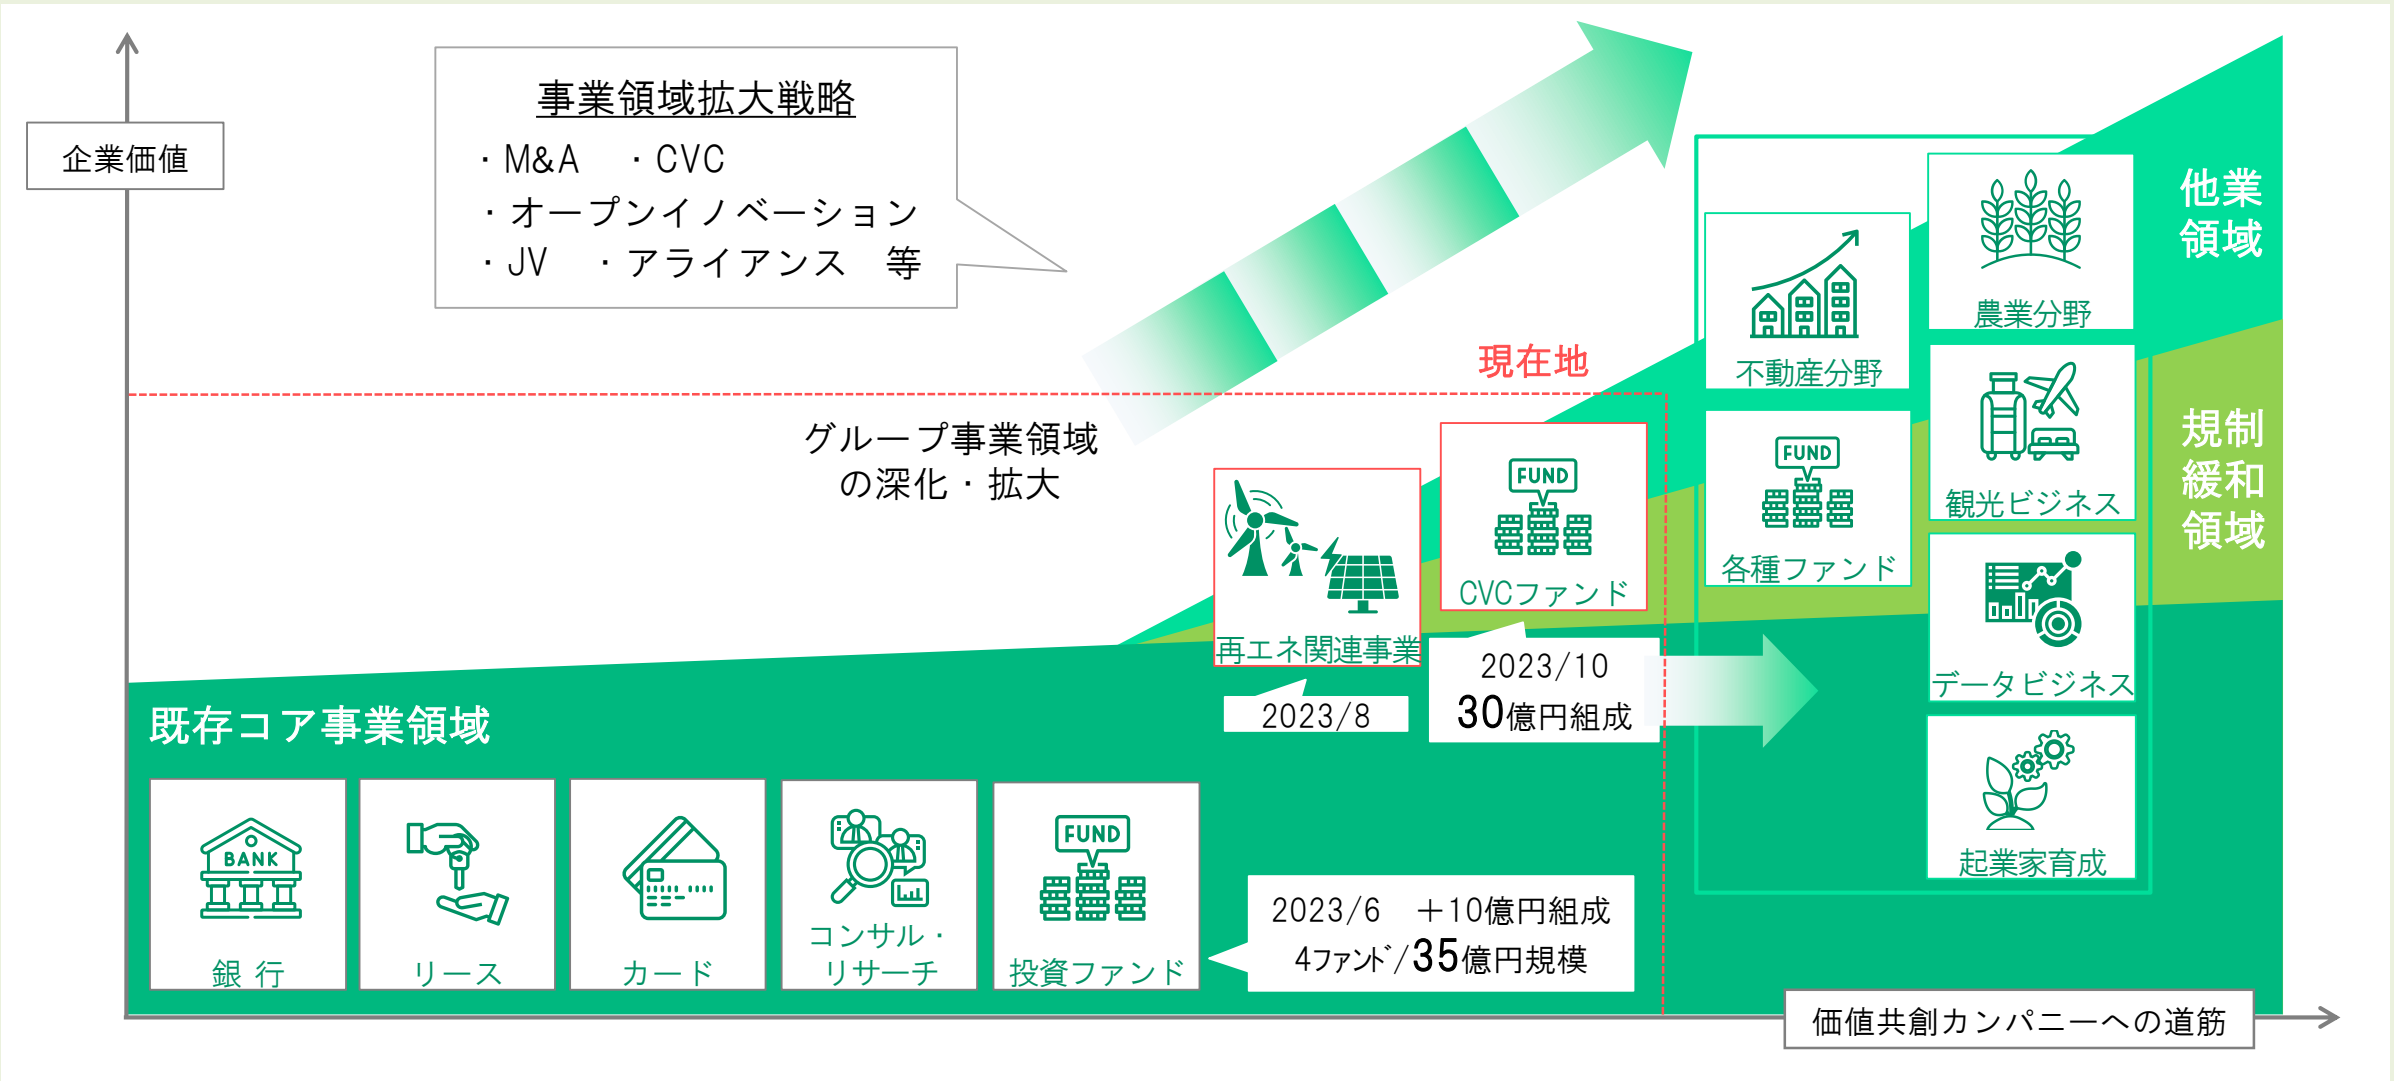 企業価値
事業領域拡大戦略
・M&A　・CVC
・オープンイノベーション
・JV　・アライアンス　等
他業
領域
農業分野
不動産分野
現在地
グループ事業領域
の深化・拡大
規制
緩和
領域
FUND
FUND
観光ビジネス
各種ファンド
CVCファンド
再エネ関連事業
2023/10
30億円組成
2023/8
データビジネス
既存コア事業領域
起業家育成
BANK
FUND
銀 行
リース
カード
コンサル・
リサーチ
投資ファンド
2023/6　＋10億円組成
4ファンド/35億円規模
価値共創カンパニーへの道筋